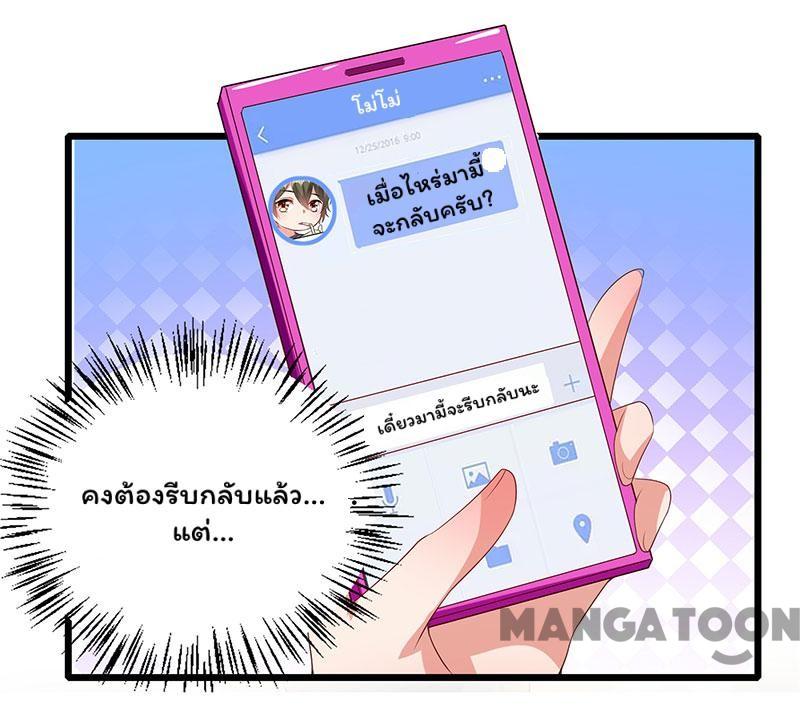 โม่โม่
12/25/2016 9:00
เมื่อไหร่มามี้
จะกลับครับ?
เดี๋ยวมามี้จะรีบกลับนะ
คงต้องรีบกลับแล้ว...
แต่...
MANGATOON